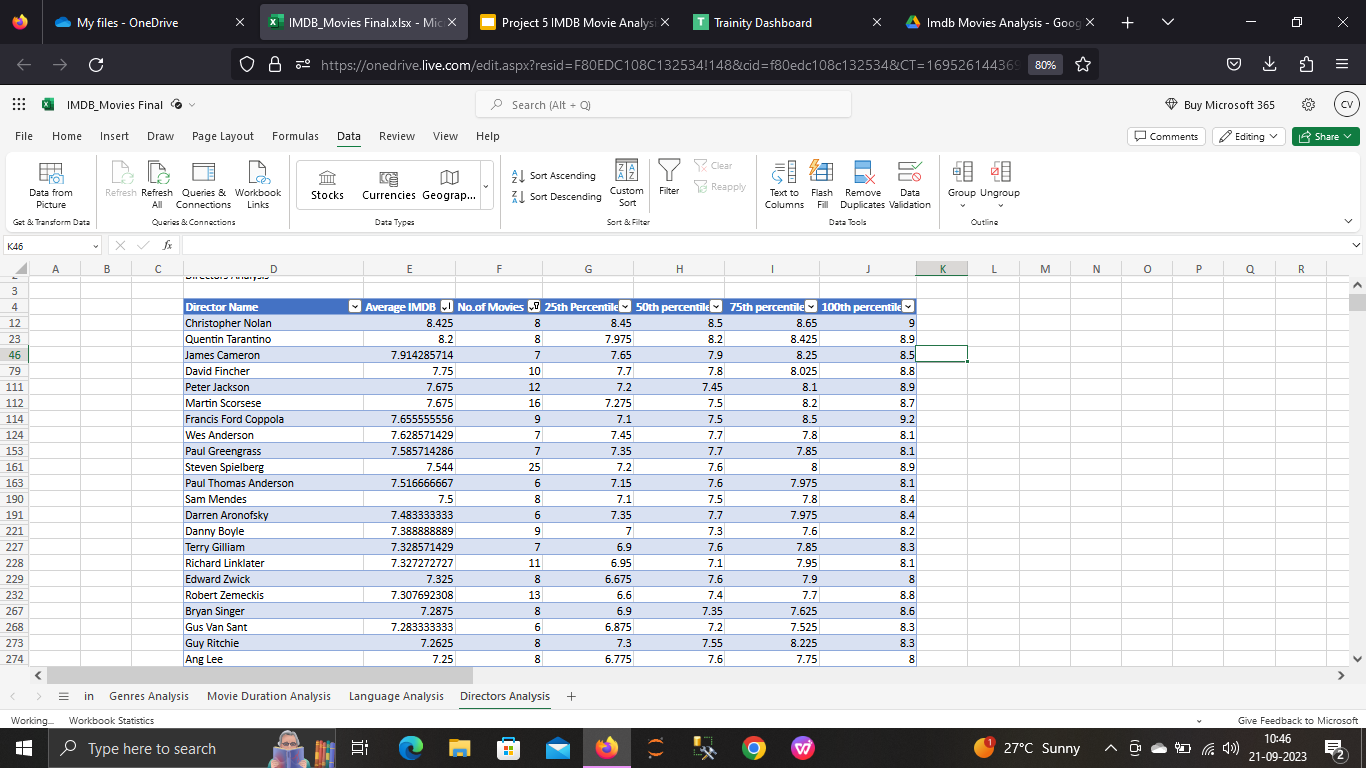 My files - OneDrive
IMDB_Movies Final.xlsx - Mic
Project 5 IMDB Movie Analysi
Trainity Dashboard
Imdb Movies Analysis - Goog
https://onedrive.live.com/edit.aspx?resid=F80EDC108C132534!148&cid=f80edc108c132534&CT=169526144369
80%
IMDB_Movies Final
Search (Alt + Q)
Buy Microsoft 365
CV
File Home Insert Draw Page Layout Formulas Data Review View Help
Comments Editing Share
Data from Picture
Refresh
Refresh All
Queries & Connections
Workbook Links
Stocks Currencies Geograp...
Sort Ascending
Sort Descending
Custom Sort
Filter
Clear
Reapply
Text to Columns
Flash Fill
Remove Duplicates
Data Validation
Group Ungroup
Get & Transform Data Queries & Connections Data Types Sort & Filter Data Tools Outline
K46 fx
A B C D E F G H I J K L M N O P Q R
2 Directors Analysis
3
4 Director Name Average IMDB No.of Movies 25th Percentile 50th percentile 75th percentile 100th percentile
12 Christopher Nolan 8.425 8 8.45 8.5 8.65 9
23 Quentin Tarantino 8.2 8 7.975 8.2 8.425 8.9
46 James Cameron 7.914285714 7 7.65 7.9 8.25 8.5
79 David Fincher 7.75 10 7.7 7.8 8.025 8.8
111 Peter Jackson 7.675 12 7.2 7.45 8.1 8.9
112 Martin Scorsese 7.675 16 7.275 7.5 8.2 8.7
114 Francis Ford Coppola 7.655555556 9 7.1 7.5 8.5 9.2
124 Wes Anderson 7.628571429 7 7.45 7.7 7.8 8.1
153 Paul Greengrass 7.585714286 7 7.35 7.7 7.85 8.1
161 Steven Spielberg 7.544 25 7.2 7.6 8 8.9
163 Paul Thomas Anderson 7.516666667 6 7.15 7.6 7.975 8.1
190 Sam Mendes 7.5 8 7.1 7.5 7.8 8.4
191 Darren Aronofsky 7.483333333 6 7.35 7.7 7.975 8.4
221 Danny Boyle 7.388888889 9 7 7.3 7.6 8.2
227 Terry Gilliam 7.328571429 7 6.9 7.6 7.85 8.3
228 Richard Linklater 7.327272727 11 6.95 7.1 7.95 8.1
229 Edward Zwick 7.325 8 6.675 7.6 7.9 8
232 Robert Zemeckis 7.307692308 13 6.6 7.4 7.7 8.8
267 Bryan Singer 7.2875 8 6.9 7.35 7.625 8.6
268 Gus Van Sant 7.283333333 6 6.875 7.2 7.525 8.3
273 Guy Ritchie 7.2625 8 7.3 7.55 8.225 8.3
274 Ang Lee 7.25 8 6.775 7.6 7.75 8
in Genres Analysis Movie Duration Analysis Language Analysis Directors Analysis
Working... Workbook Statistics Give Feedback to Microsoft
Type here to search
27°C Sunny
10:46
21-09-2023
1
2